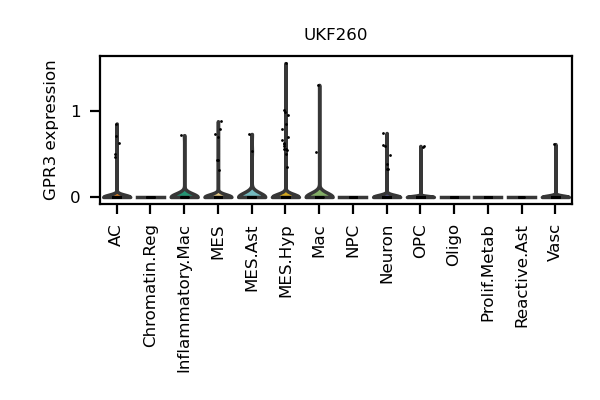 UKF260
GPR3 expression
1
0
AC
Chromatin.Reg
Inflammatory.Mac
MES
MES.Ast
MES.Hyp
Mac
NPC
Neuron
OPC
Oligo
Prolif.Metab
Reactive.Ast
Vasc